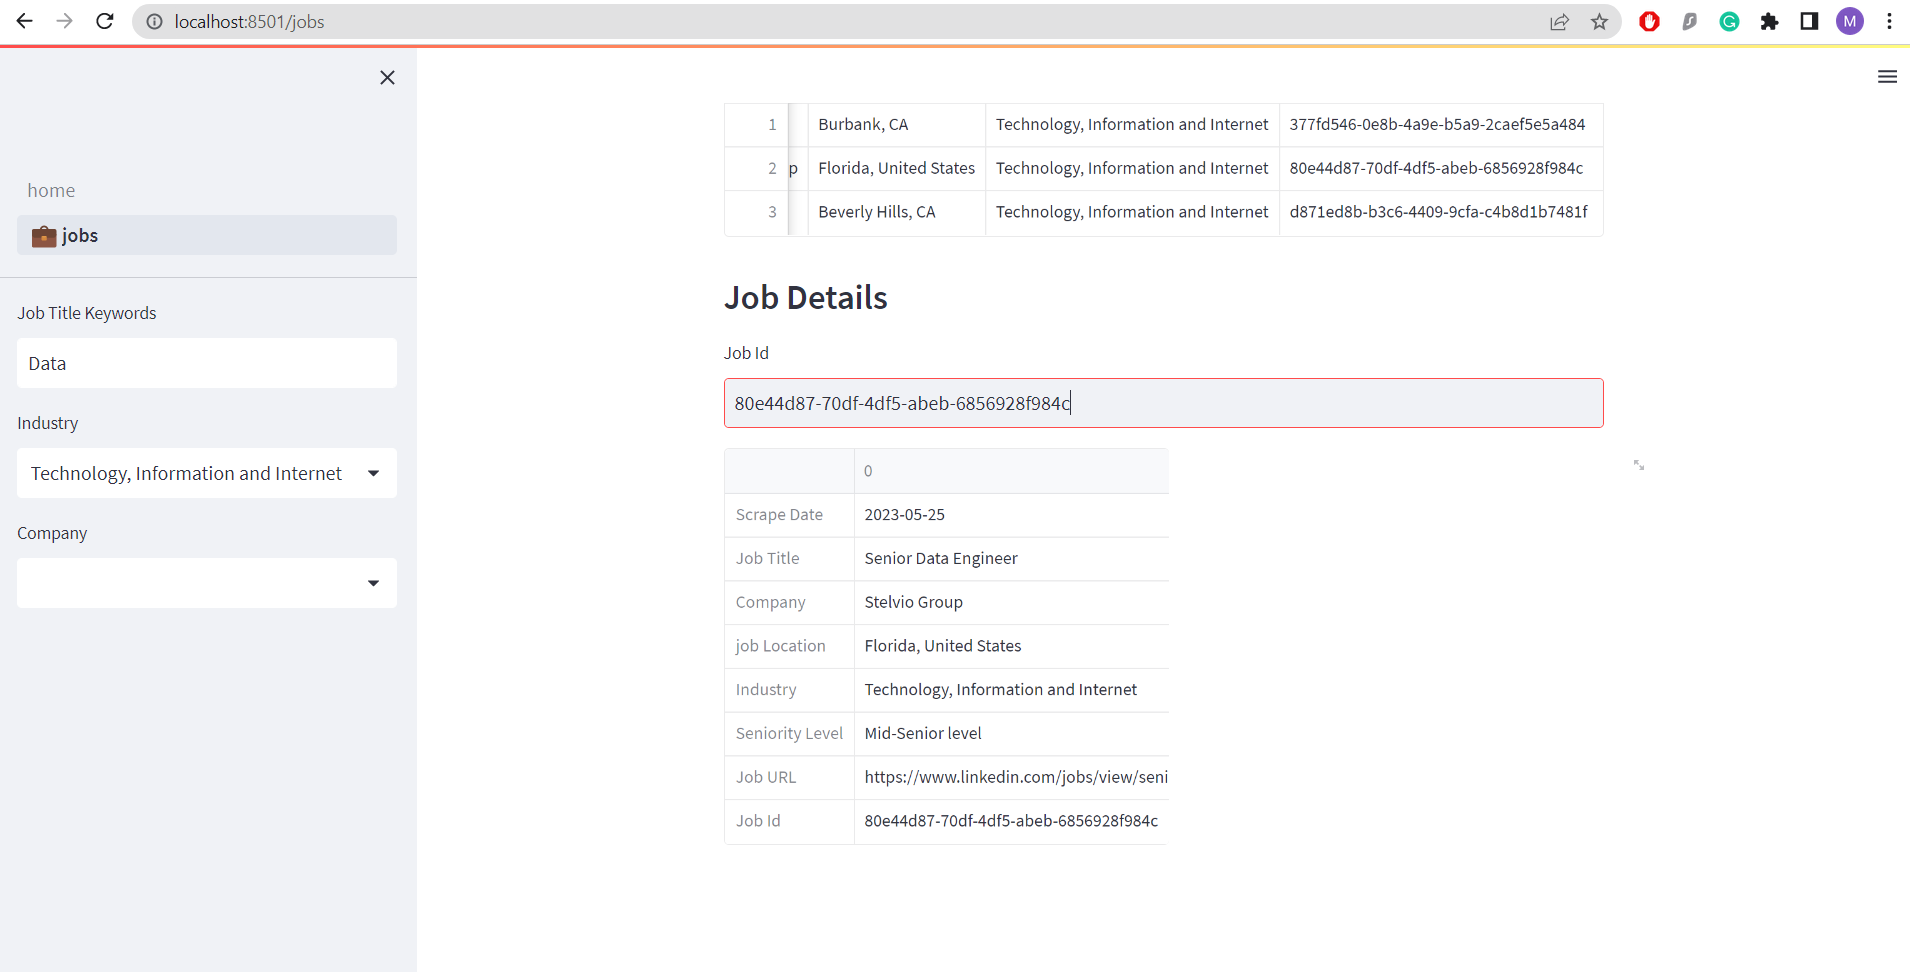 localhost:8501/jobs
M
home
jobs
Job Title Keywords
Data
Industry
Technology, Information and Internet
Company
1 Burbank, CA Technology, Information and Internet 377fd546-0e8b-4a9e-b5a9-2caef5e5a484
2 p Florida, United States Technology, Information and Internet 80e44d87-70df-4df5-abeb-6856928f984c
3 Beverly Hills, CA Technology, Information and Internet d871ed8b-b3c6-4409-9cfa-c4b8d1b7481f
Job Details
Job Id
80e44d87-70df-4df5-abeb-6856928f984c
0
Scrape Date 2023-05-25
Job Title Senior Data Engineer
Company Stelvio Group
job Location Florida, United States
Industry Technology, Information and Internet
Seniority Level Mid-Senior level
Job URL https://www.linkedin.com/jobs/view/seni
Job Id 80e44d87-70df-4df5-abeb-6856928f984c